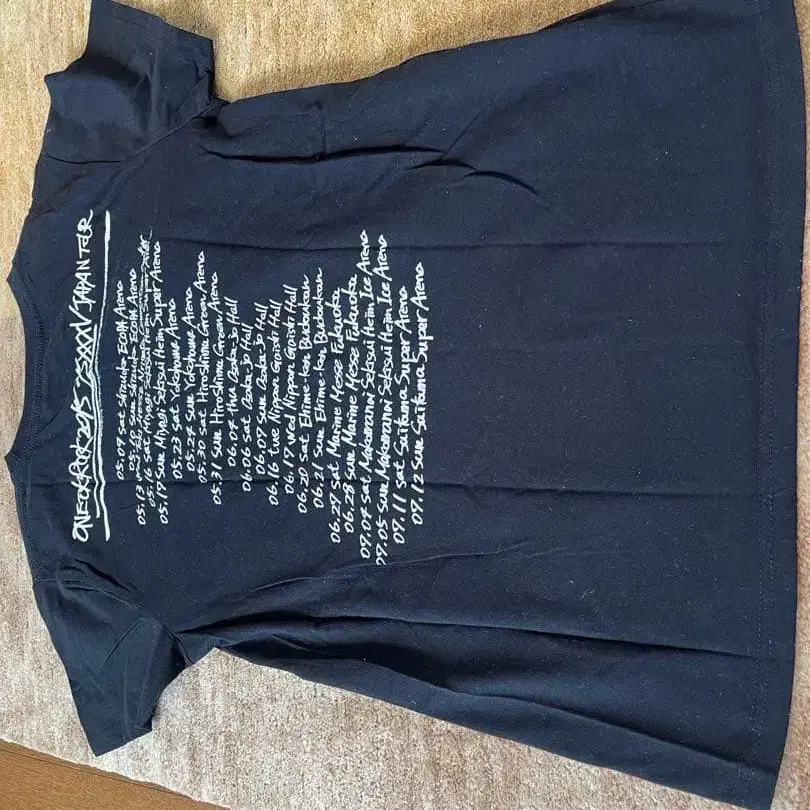 ONE OK ROCK 2015 "35XXXV" JAPAN TOUR
05.09 sat Shizuoka ECOPA Arena
05.10 sun Shizuoka ECOPA Arena
05.16 sat Miyagi Sekisui Heim Super Arena
05.17 sun Miyagi Sekisui Heim Super Arena
05.23 sat Yokohama Arena
05.24 sun Yokohama Arena
05.30 sat Hiroshima Green Arena
05.31 sun Hiroshima Green Arena
06.04 thu Osaka Jo Hall
06.06 sat Osaka Jo Hall
06.07 sun Osaka Jo Hall
06.16 tue Nippon Gaishi Hall
06.17 wed Nippon Gaishi Hall
06.20 sat Ehime-ken Budoukan
06.21 sun Ehime-ken Budoukan
06.27 sat Marine Messe Fukuoka
06.28 sun Marine Messe Fukuoka
07.04 sat Makomanai Sekisui Heim Ice Arena
07.05 sun Makomanai Sekisui Heim Ice Arena
07.11 sat Saitama Super Arena
07.12 sun Saitama Super Arena